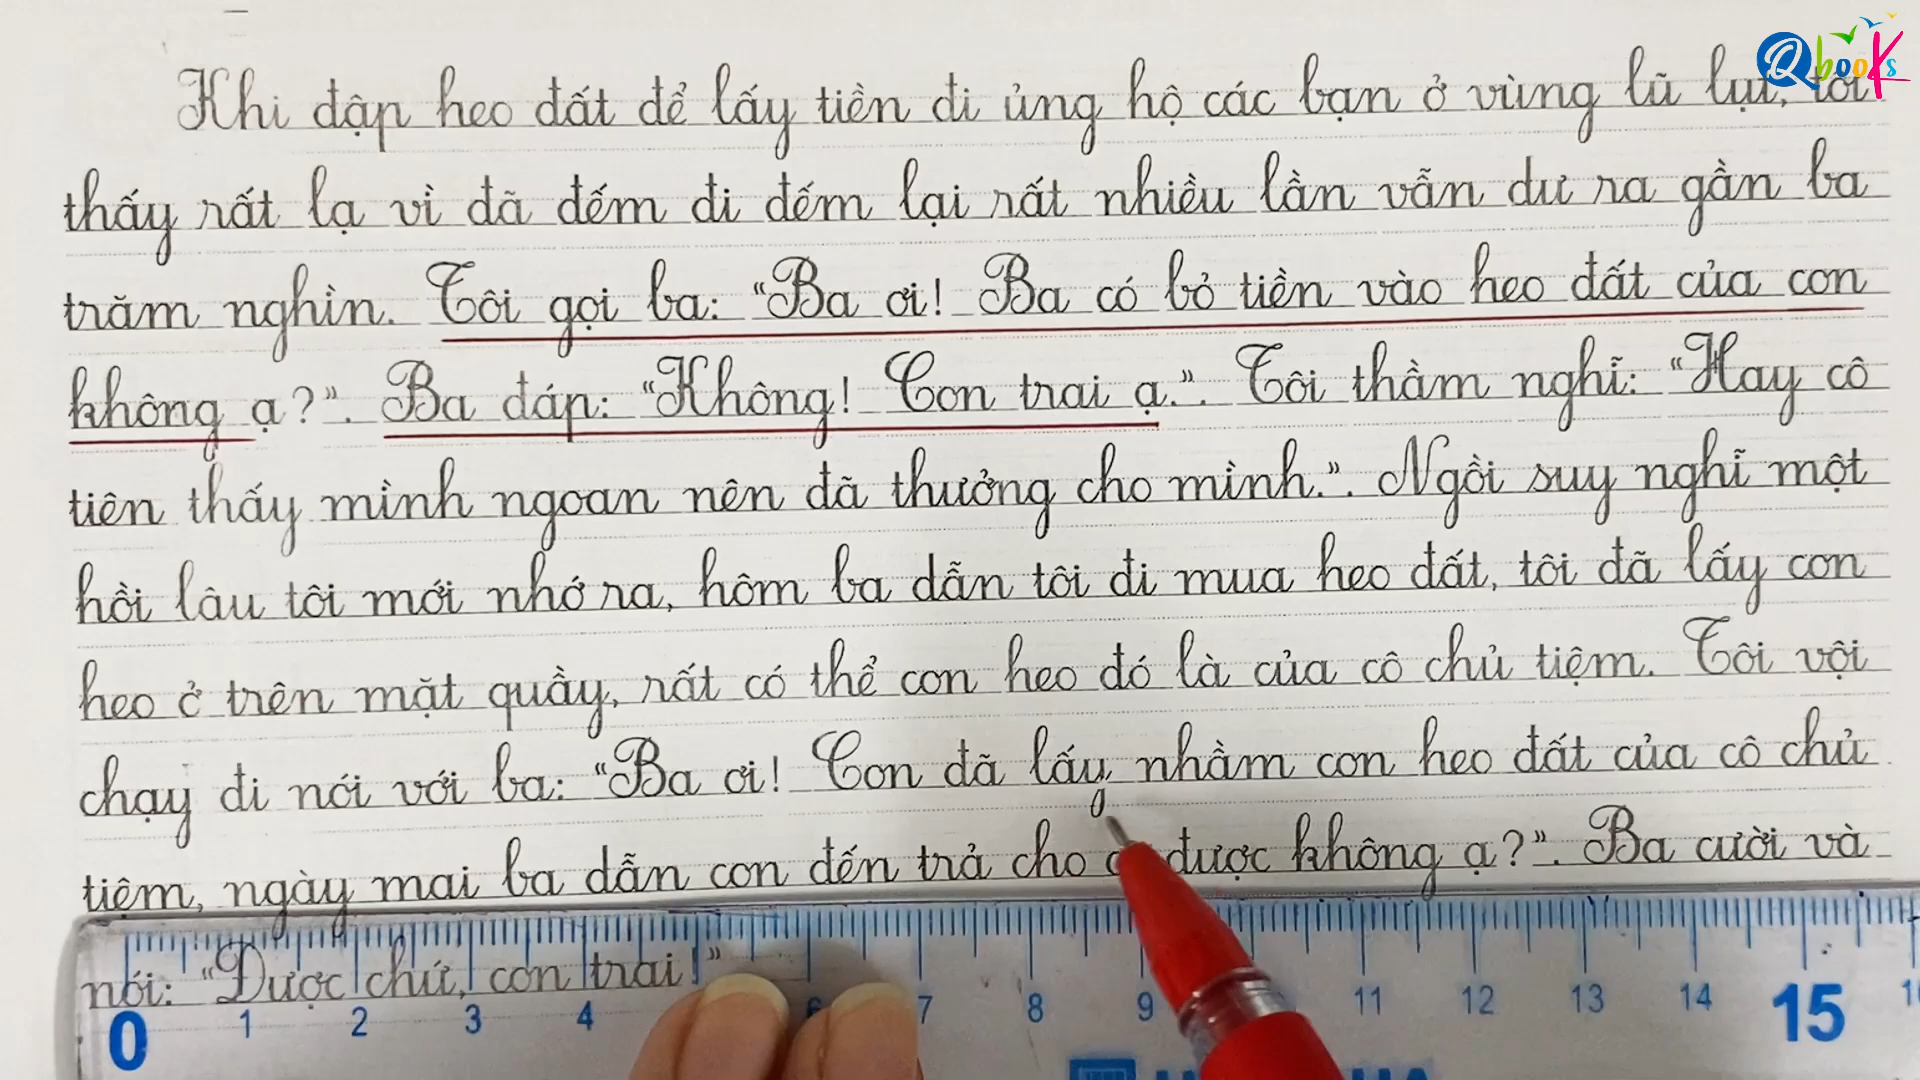 Qbooks
Khi đập heo đất để lấy tiền đi ủng hộ các bạn ở vùng lũ lụt, tôi
thấy rất lạ vì đã đếm đi đếm lại rất nhiều lần vẫn dư ra gần ba
trăm nghìn. Tôi gọi ba: "Ba ơi! Ba có bỏ tiền vào heo đất của con
không ạ?". Ba đáp: "Không! Con trai ạ.". Tôi thầm nghĩ: "Hay cô
tiên thấy mình ngoan nên đã thưởng cho mình.". Ngồi suy nghĩ một
hồi lâu tôi mới nhớ ra, hôm ba dẫn tôi đi mua heo đất, tôi đã lấy con
heo ở trên mặt quầy, rất có thể con heo đó là của cô chủ tiệm. Tôi vội
chạy đi nói với ba: "Ba ơi! Con đã lấy nhầm con heo đất của cô chủ
tiệm, ngày mai ba dẫn con đến trả cho được không ạ?". Ba cười và
nói: "Được chứ, con trai!"
0 1 2 3 4 6 7 8 9 11 12 13 14 15